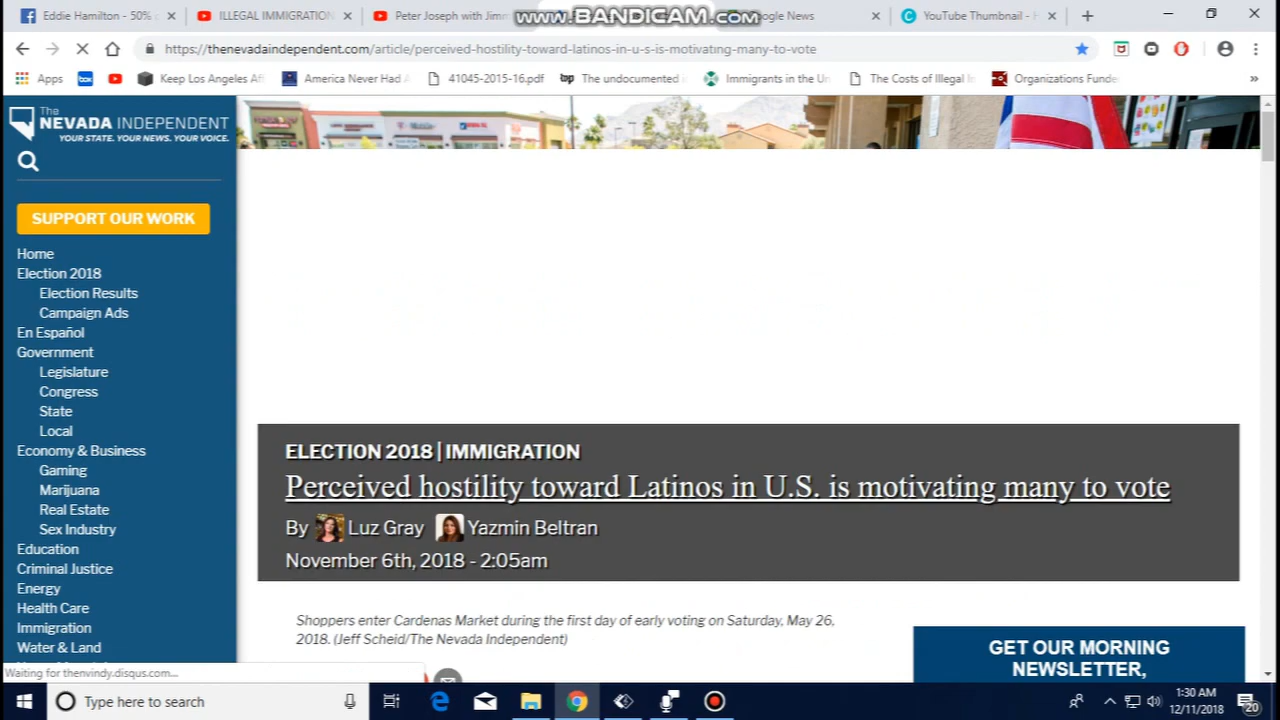 Eddie Hamilton - 50%
ILLEGAL IMMIGRATION
Peter Joseph with Jimm
www.BANDICAM.com
gle News
YouTube Thumbnail - H
https://thenevadaindependent.com/article/perceived-hostility-toward-latinos-in-u-s-is-motivating-many-to-vote
Apps
box
Keep Los Angeles Af
America Never Had A
41045-2015-16.pdf
bp
The undocumented i
Immigrants in the Un
The Costs of Illegal In
Organizations Funde
»
The
NEVADA INDEPENDENT
YOUR STATE. YOUR NEWS. YOUR VOICE.
SUPPORT OUR WORK
Home
Election 2018
Election Results
Campaign Ads
En Español
Government
Legislature
Congress
State
Local
Economy & Business
Gaming
Marijuana
Real Estate
Sex Industry
Education
Criminal Justice
Energy
Health Care
Immigration
Water & Land
ELECTION 2018 | IMMIGRATION
Perceived hostility toward Latinos in U.S. is motivating many to vote
By Luz Gray Yazmin Beltran
November 6th, 2018 - 2:05am
Shoppers enter Cardenas Market during the first day of early voting on Saturday, May 26,
2018. (Jeff Scheid/The Nevada Independent)
GET OUR MORNING
NEWSLETTER,
Waiting for thenvindy.disqus.com...
Type here to search
1:30 AM
12/11/2018
20